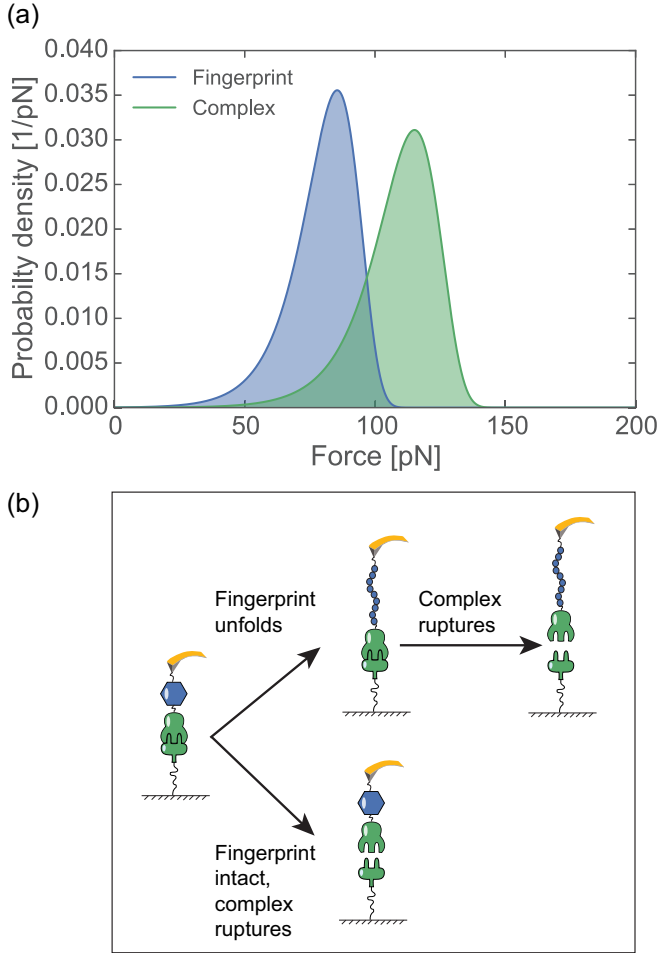 (a)
0.040
0.035
0.030
0.025
0.020
0.015
0.010
0.005
0.000
Probabilty density [1/pN]
Fingerprint
Complex
0
50
100
150
200
Force [pN]
(b)
Fingerprint
unfolds
Complex
ruptures
Fingerprint
intact,
complex
ruptures